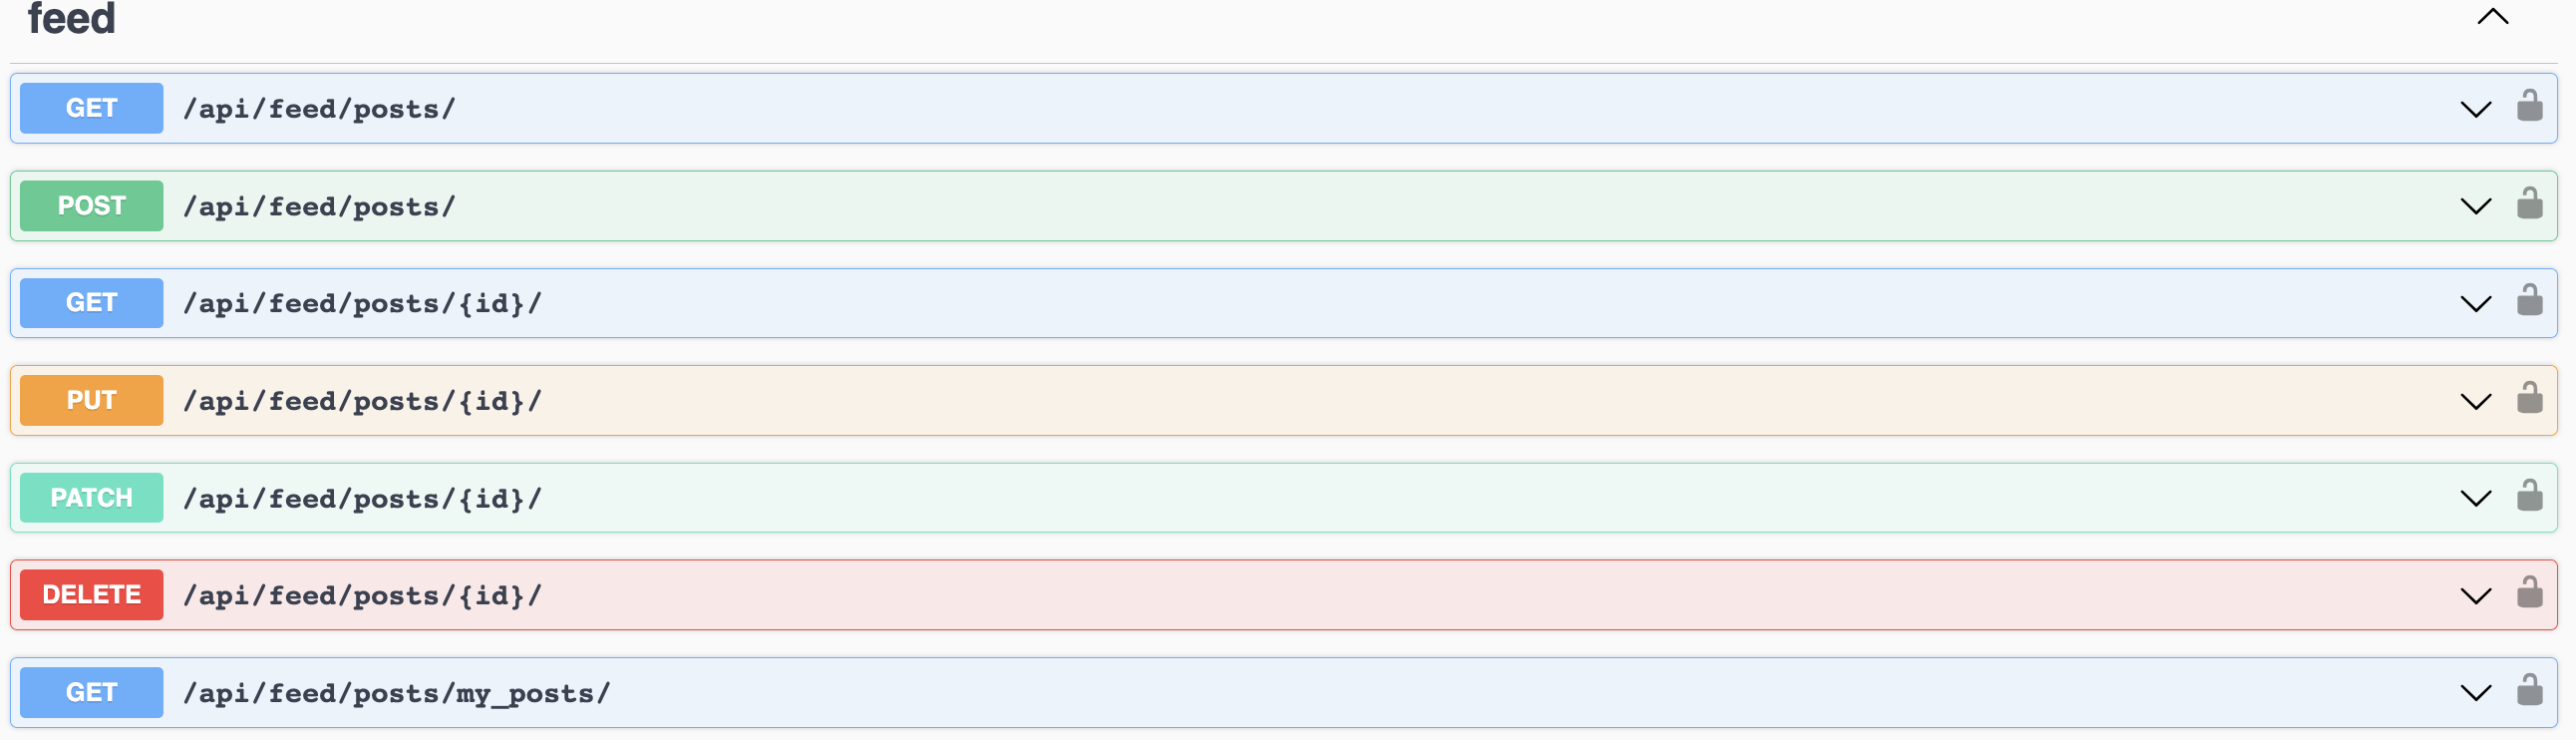 feed
GET /api/feed/posts/
POST /api/feed/posts/
GET /api/feed/posts/{id}/
PUT /api/feed/posts/{id}/
PATCH /api/feed/posts/{id}/
DELETE /api/feed/posts/{id}/
GET /api/feed/posts/my_posts/